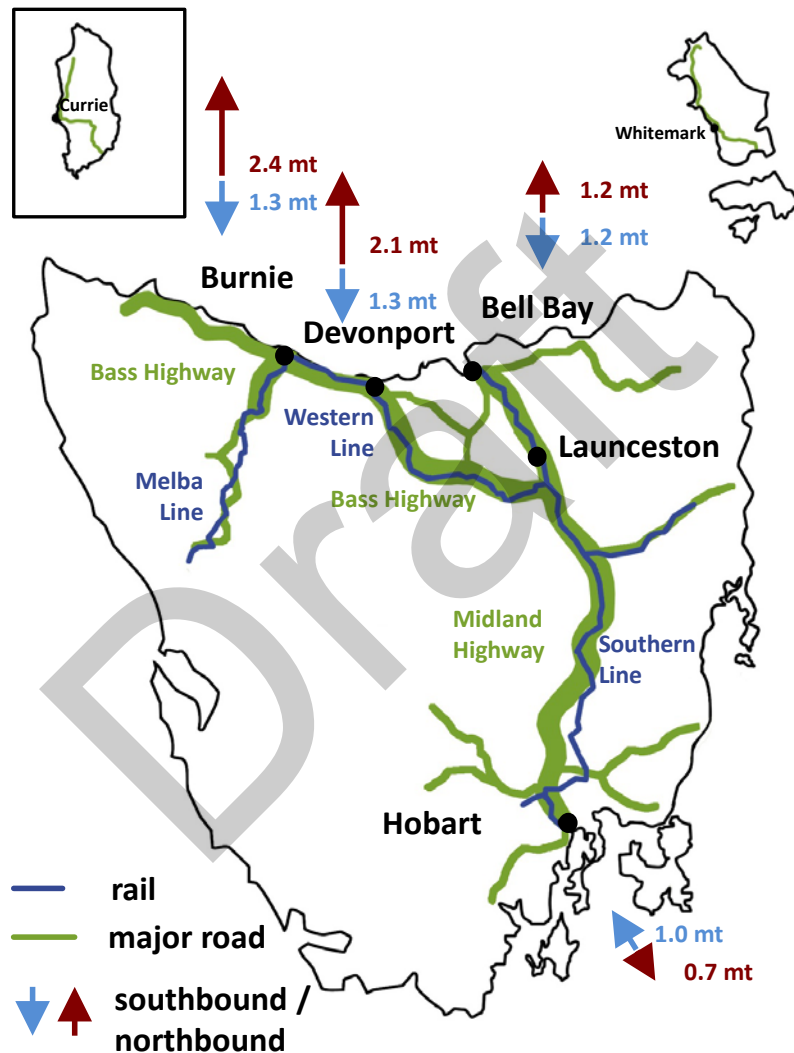 Currie
Whitemark
2.4 mt
1.3 mt
2.1 mt
1.3 mt
1.2 mt
1.2 mt
Burnie
Devonport
Bell Bay
Bass Highway
Western
Line
Launceston
Melba
Line
Bass Highway
Midland
Highway
Southern
Line
Hobart
Draft
1.0 mt
0.7 mt
rail
major road
southbound /
northbound